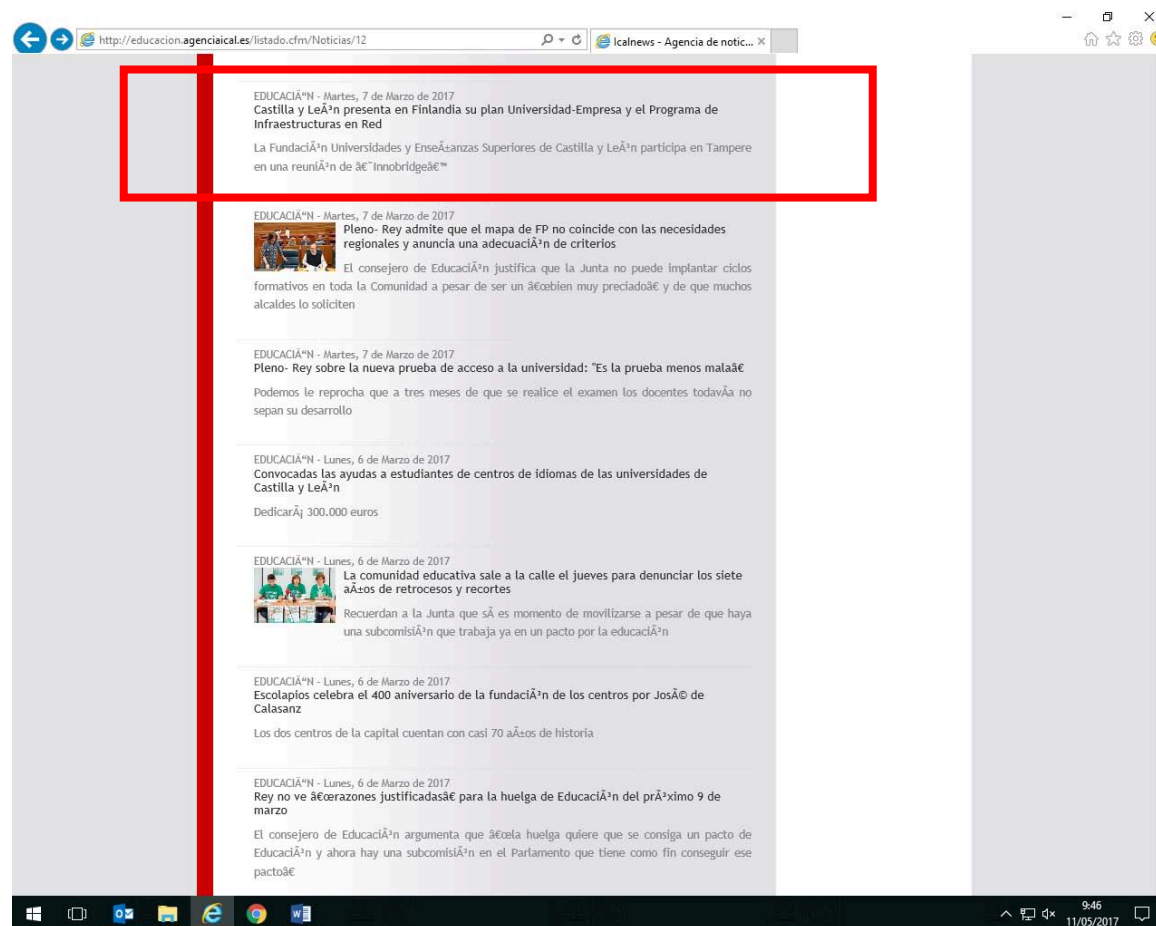 http://educacion.agenciaical.es/listado.cfm/Noticias/12
Icalnews - Agencia de notic...
EDUCACIÃ“N - Martes, 7 de Marzo de 2017
Castilla y LeÃ³n presenta en Finlandia su plan Universidad-Empresa y el Programa de
Infraestructuras en Red
La FundaciÃ³n Universidades y EnseÃ±anzas Superiores de Castilla y LeÃ³n participa en Tampere
en una reuniÃ³n de â€˜Innobridgeâ€™
EDUCACIÃ“N - Martes, 7 de Marzo de 2017
Pleno- Rey admite que el mapa de FP no coincide con las necesidades
regionales y anuncia una adecuaciÃ³n de criterios
El consejero de EducaciÃ³n justifica que la Junta no puede implantar ciclos
formativos en toda la Comunidad a pesar de ser un â€œbien muy preciadoâ€ y de que muchos
alcaldes lo soliciten
EDUCACIÃ“N - Martes, 7 de Marzo de 2017
Pleno- Rey sobre la nueva prueba de acceso a la universidad: "Es la prueba menos malaâ€
Podemos le reprocha que a tres meses de que se realice el examen los docentes todavÃ­a no
sepan su desarrollo
EDUCACIÃ“N - Lunes, 6 de Marzo de 2017
Convocadas las ayudas a estudiantes de centros de idiomas de las universidades de
Castilla y LeÃ³n
DedicarÃ¡ 300.000 euros
EDUCACIÃ“N - Lunes, 6 de Marzo de 2017
La comunidad educativa sale a la calle el jueves para denunciar los siete
aÃ±os de retrocesos y recortes
Recuerdan a la Junta que sÃ­ es momento de movilizarse a pesar de que haya
una subcomisiÃ³n que trabaja ya en un pacto por la educaciÃ³n
EDUCACIÃ“N - Lunes, 6 de Marzo de 2017
Escolapios celebra el 400 aniversario de la fundaciÃ³n de los centros por JosÃ© de
Calasanz
Los dos centros de la capital cuentan con casi 70 aÃ±os de historia
EDUCACIÃ“N - Lunes, 6 de Marzo de 2017
Rey no ve â€œrazones justificadasâ€ para la huelga de EducaciÃ³n del prÃ³ximo 9 de
marzo
El consejero de EducaciÃ³n argumenta que â€œla huelga quiere que se consiga un pacto de
EducaciÃ³n y ahora hay una subcomisiÃ³n en el Parlamento que tiene como fin conseguir ese
pactoâ€
9:46
11/05/2017